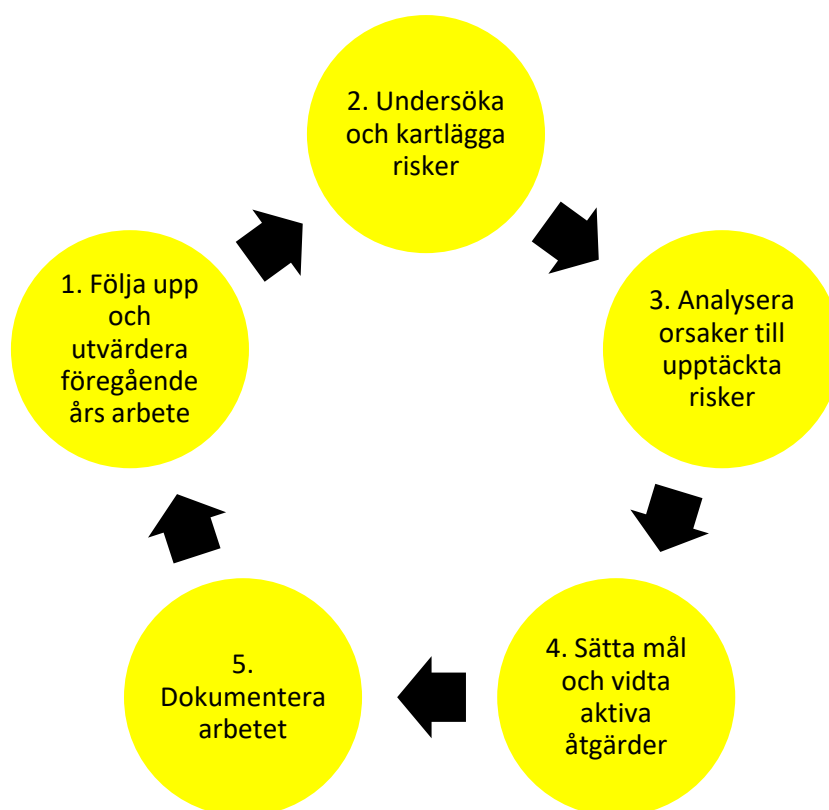 1. Följa upp
och
utvärdera
föregående
års arbete
2. Undersöka
och kartlägga
risker
3. Analysera
orsaker till
upptäckta
risker
4. Sätta mål
och vidta
aktiva
åtgärder
5.
Dokumentera
arbetet